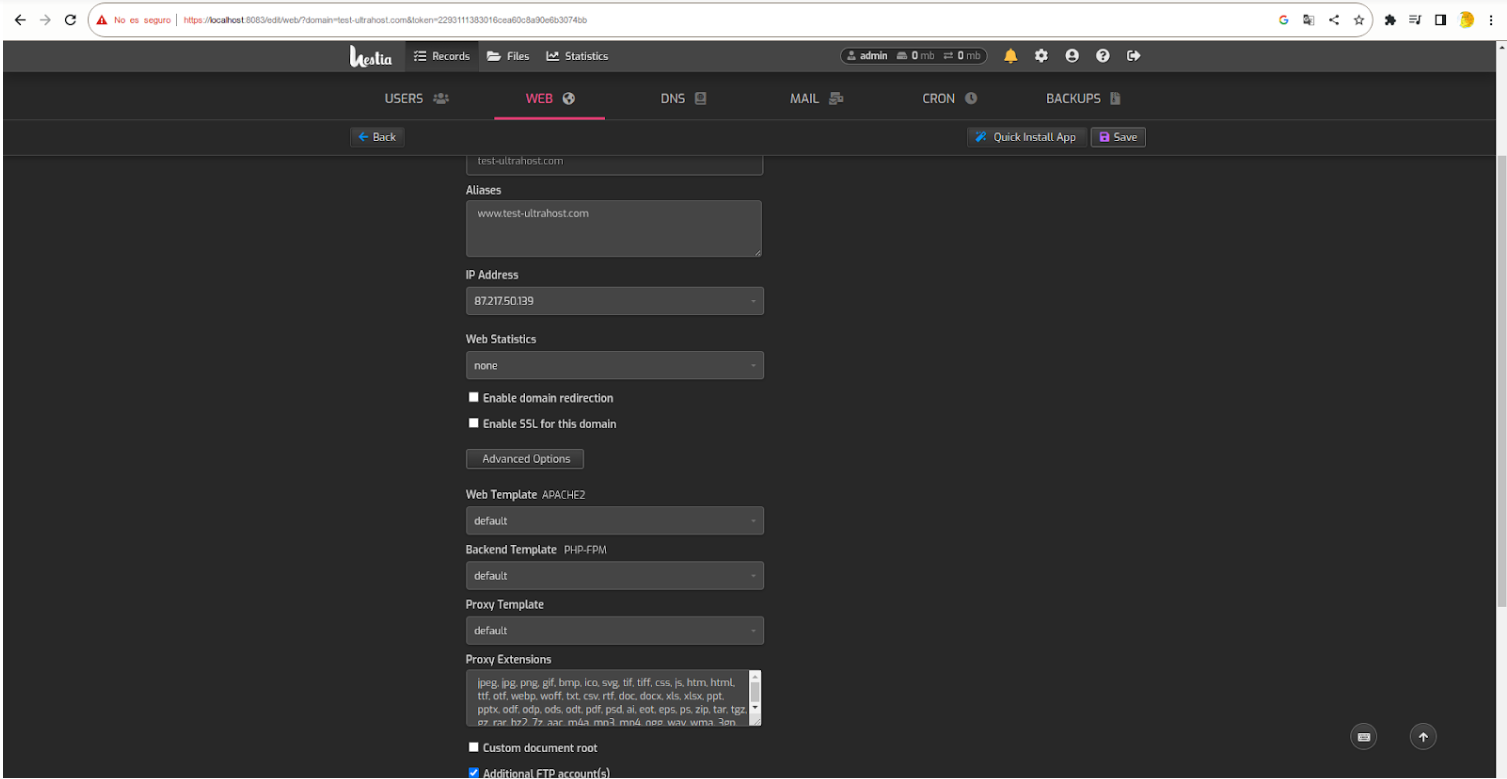 No es seguro https://localhost:8083/edit/web/?domain=test-ultrahost.com&token=2293111383016cea60c8a90e6b3074bb
Hestia Records Files Statistics admin 0 mb 0 mb
USERS WEB DNS MAIL CRON BACKUPS
Back Quick Install App Save
test-ultrahost.com
Aliases
www.test-ultrahost.com
IP Address
87.217.50.139
Web Statistics
none
Enable domain redirection
Enable SSL for this domain
Advanced Options
Web Template APACHE2
default
Backend Template PHP-FPM
default
Proxy Template
default
Proxy Extensions
jpeg, jpg, png, gif, bmp, ico, svg, tif, tiff, css, js, htm, html,
ttf, otf, webp, woff, txt, csv, rtf, doc, docx, xls, xlsx, ppt,
pptx, odf, odp, ods, odt, pdf, psd, ai, eot, eps, ps, zip, tar, tgz,
gz, rar, bz2, 7z, aac, m4a, mp3, mp4, ogg, wav, wma, 3gp,
Custom document root
Additional FTP account(s)